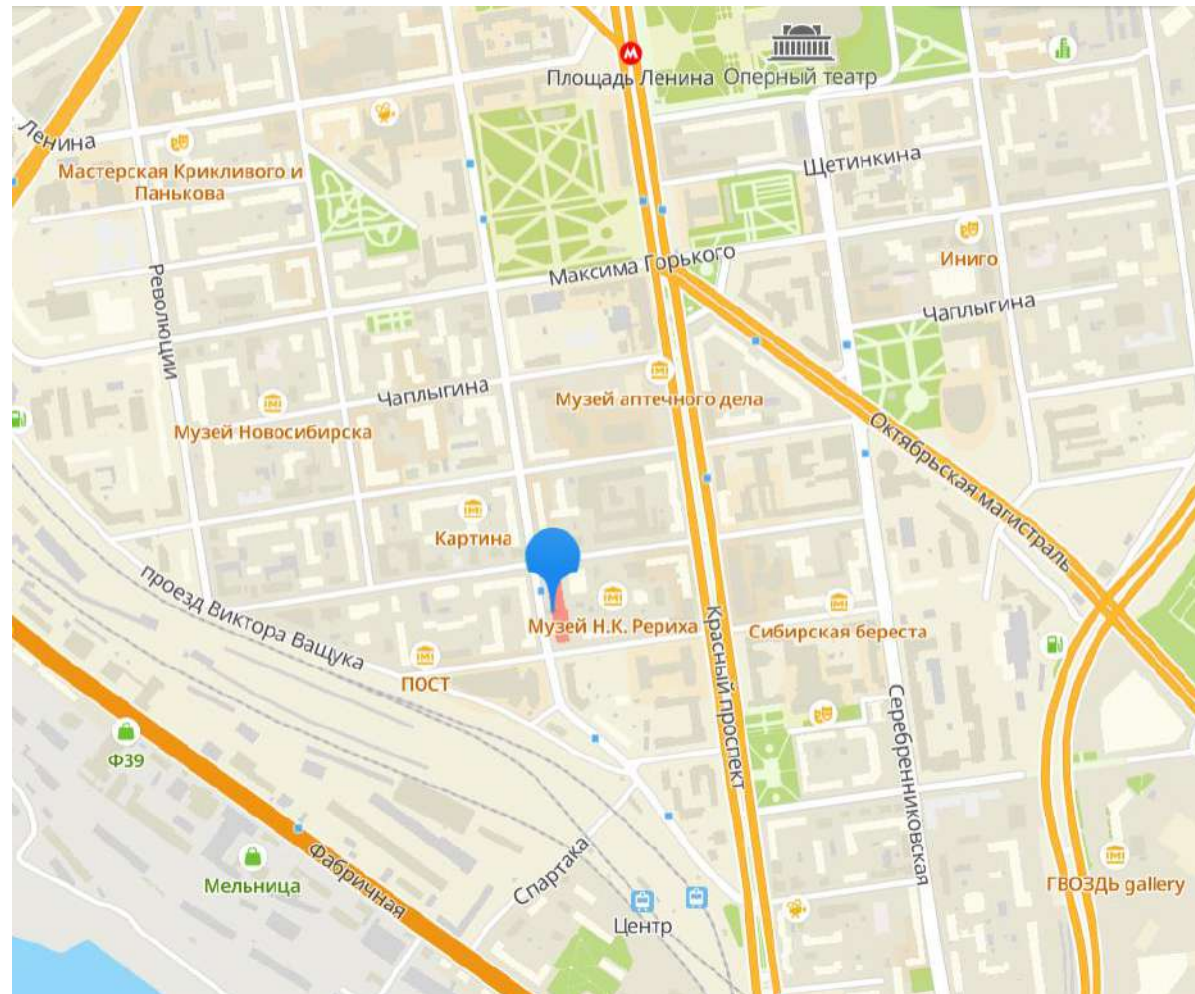 М
Площадь Ленина
Оперный театр
Ленина
Мастерская Крикливого и
Панькова
Щетинкина
Максима Горького
Иниго
Революции
Чаплыгина
Чаплыгина
Музей аптечного дела
Музей Новосибирска
Октябрьская магистраль
Картина
проезд Виктора Ващука
Музей Н.К. Рериха
Сибирская береста
Красный проспект
ПОСТ
Серебренниковская
Ф39
Фабричная
Спартака
Мельница
ГВОЗДЬ gallery
Центр